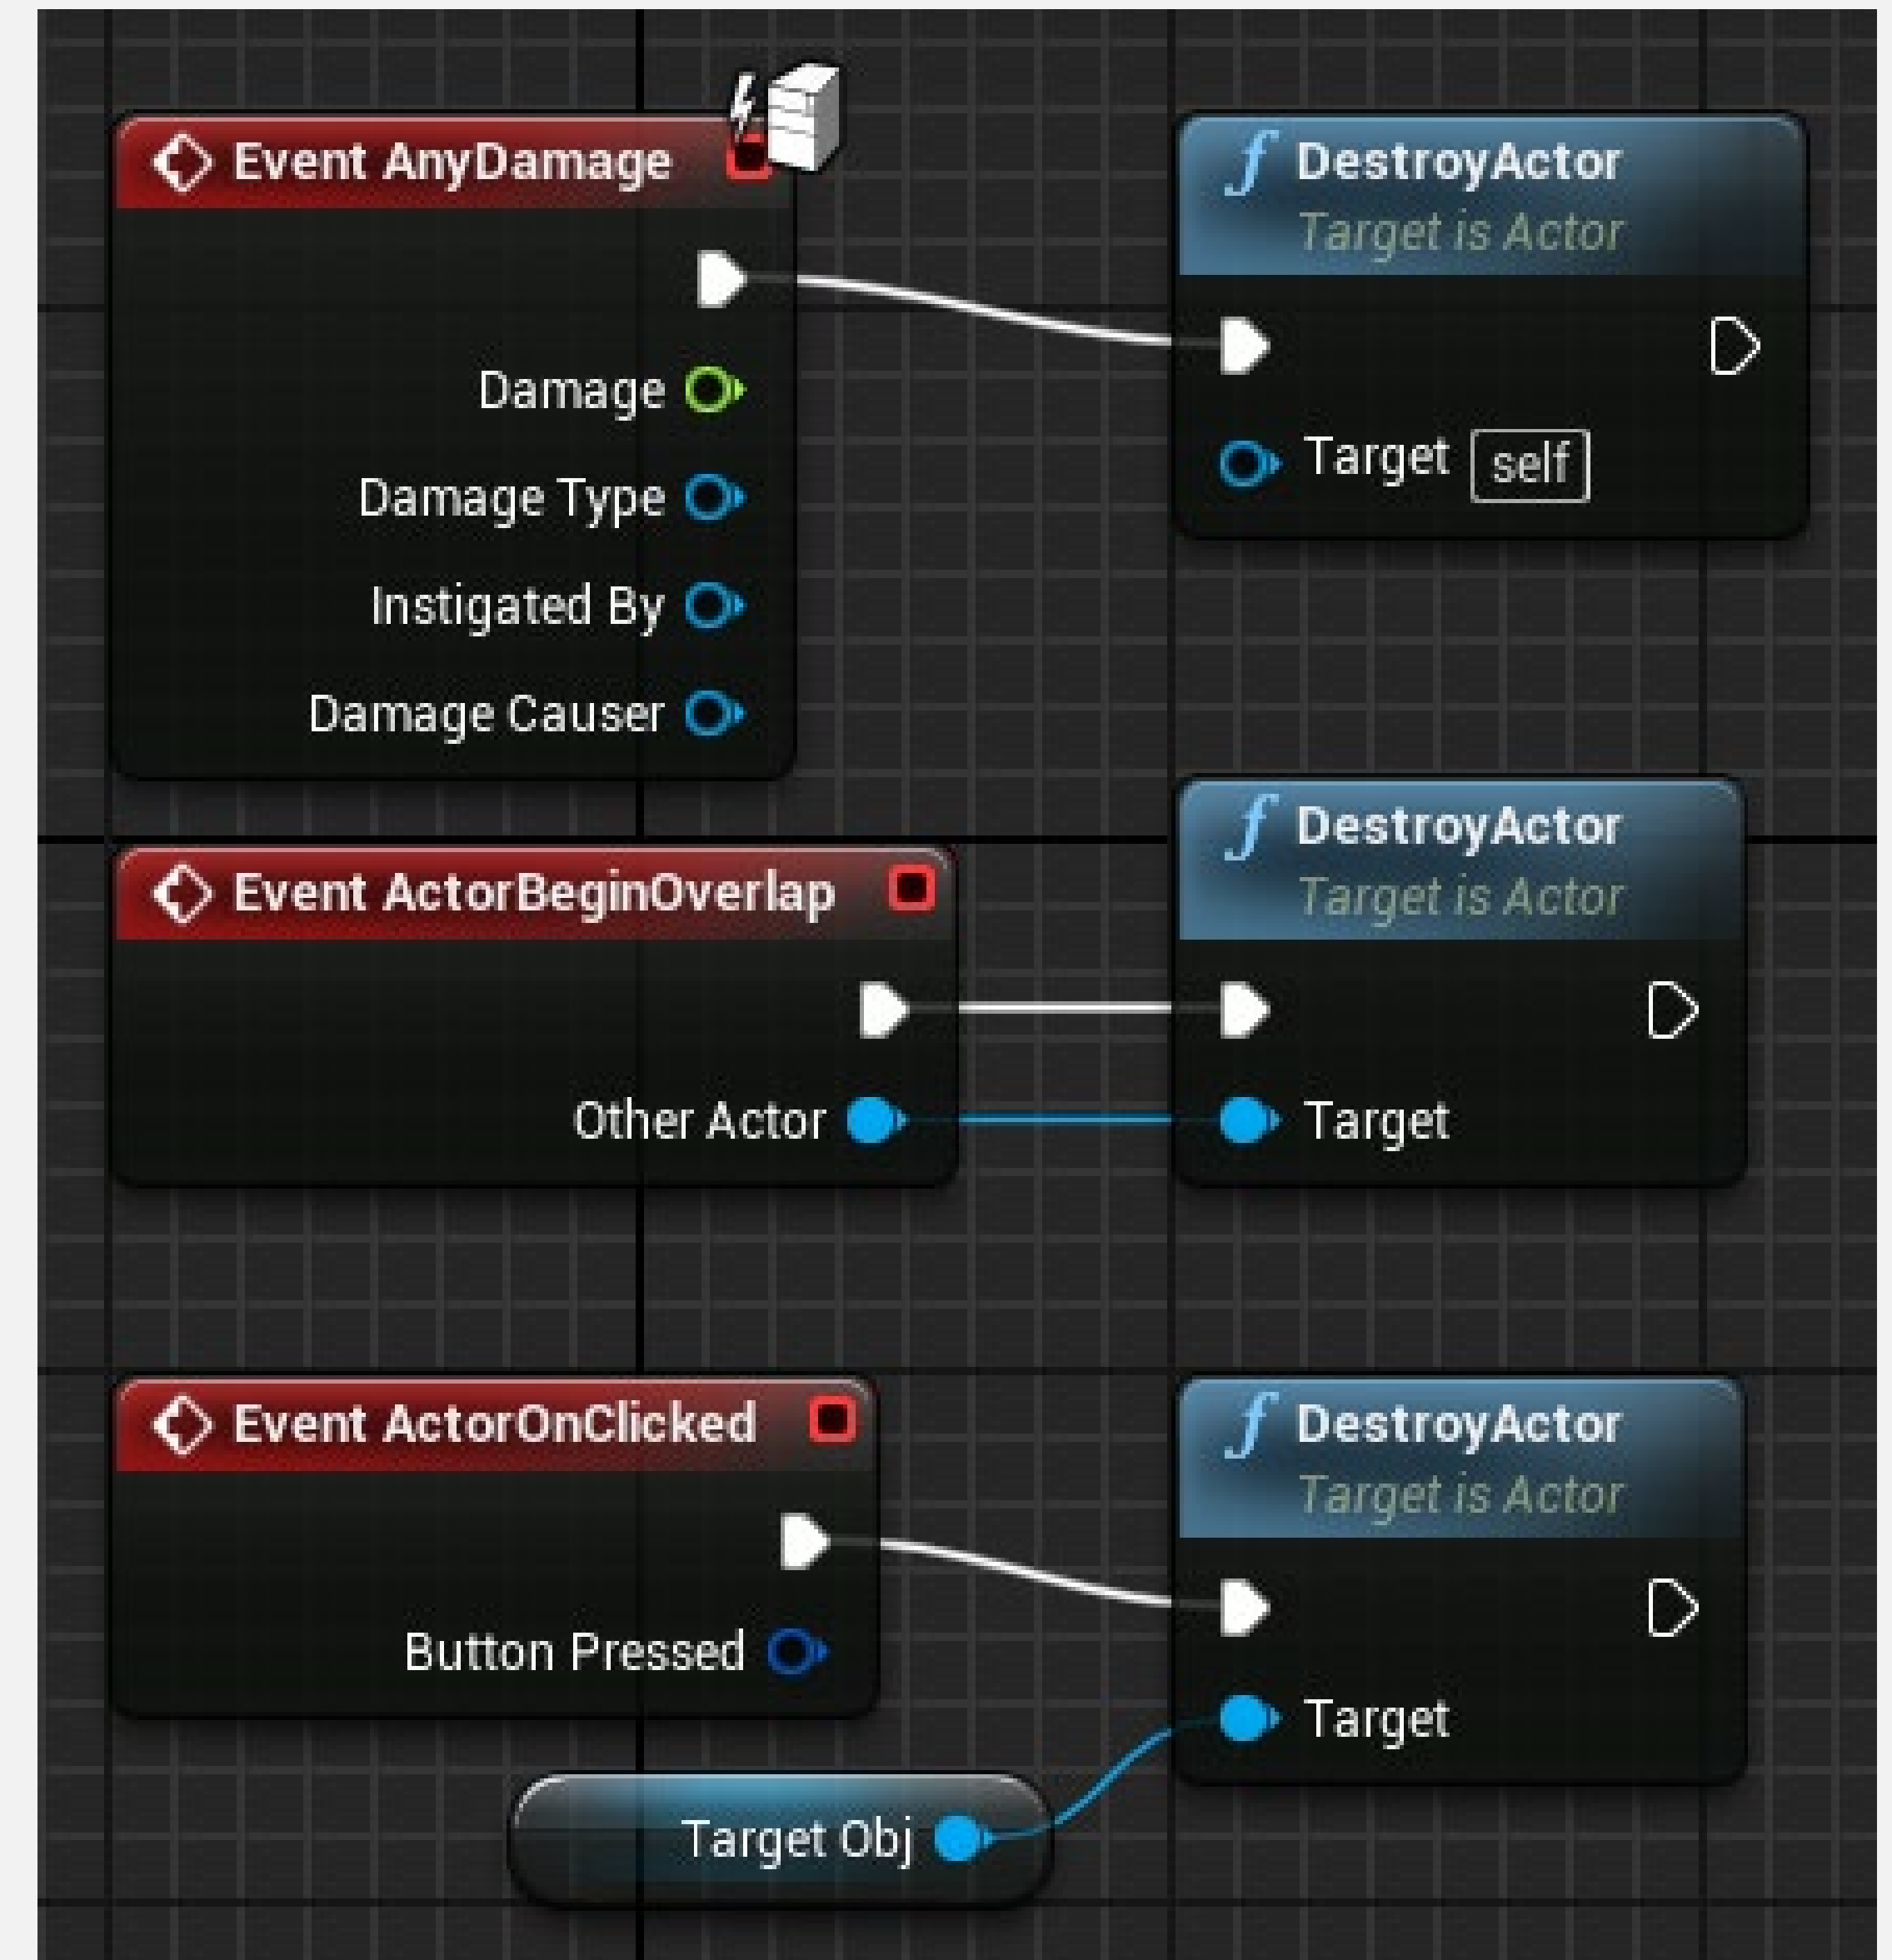 Event AnyDamage
Damage
Damage Type
Instigated By
Damage Causer
f DestroyActor
Target is Actor
Target self
Event ActorBeginOverlap
Other Actor
f DestroyActor
Target is Actor
Target
Event ActorOnClicked
Button Pressed
Target Obj
f DestroyActor
Target is Actor
Target